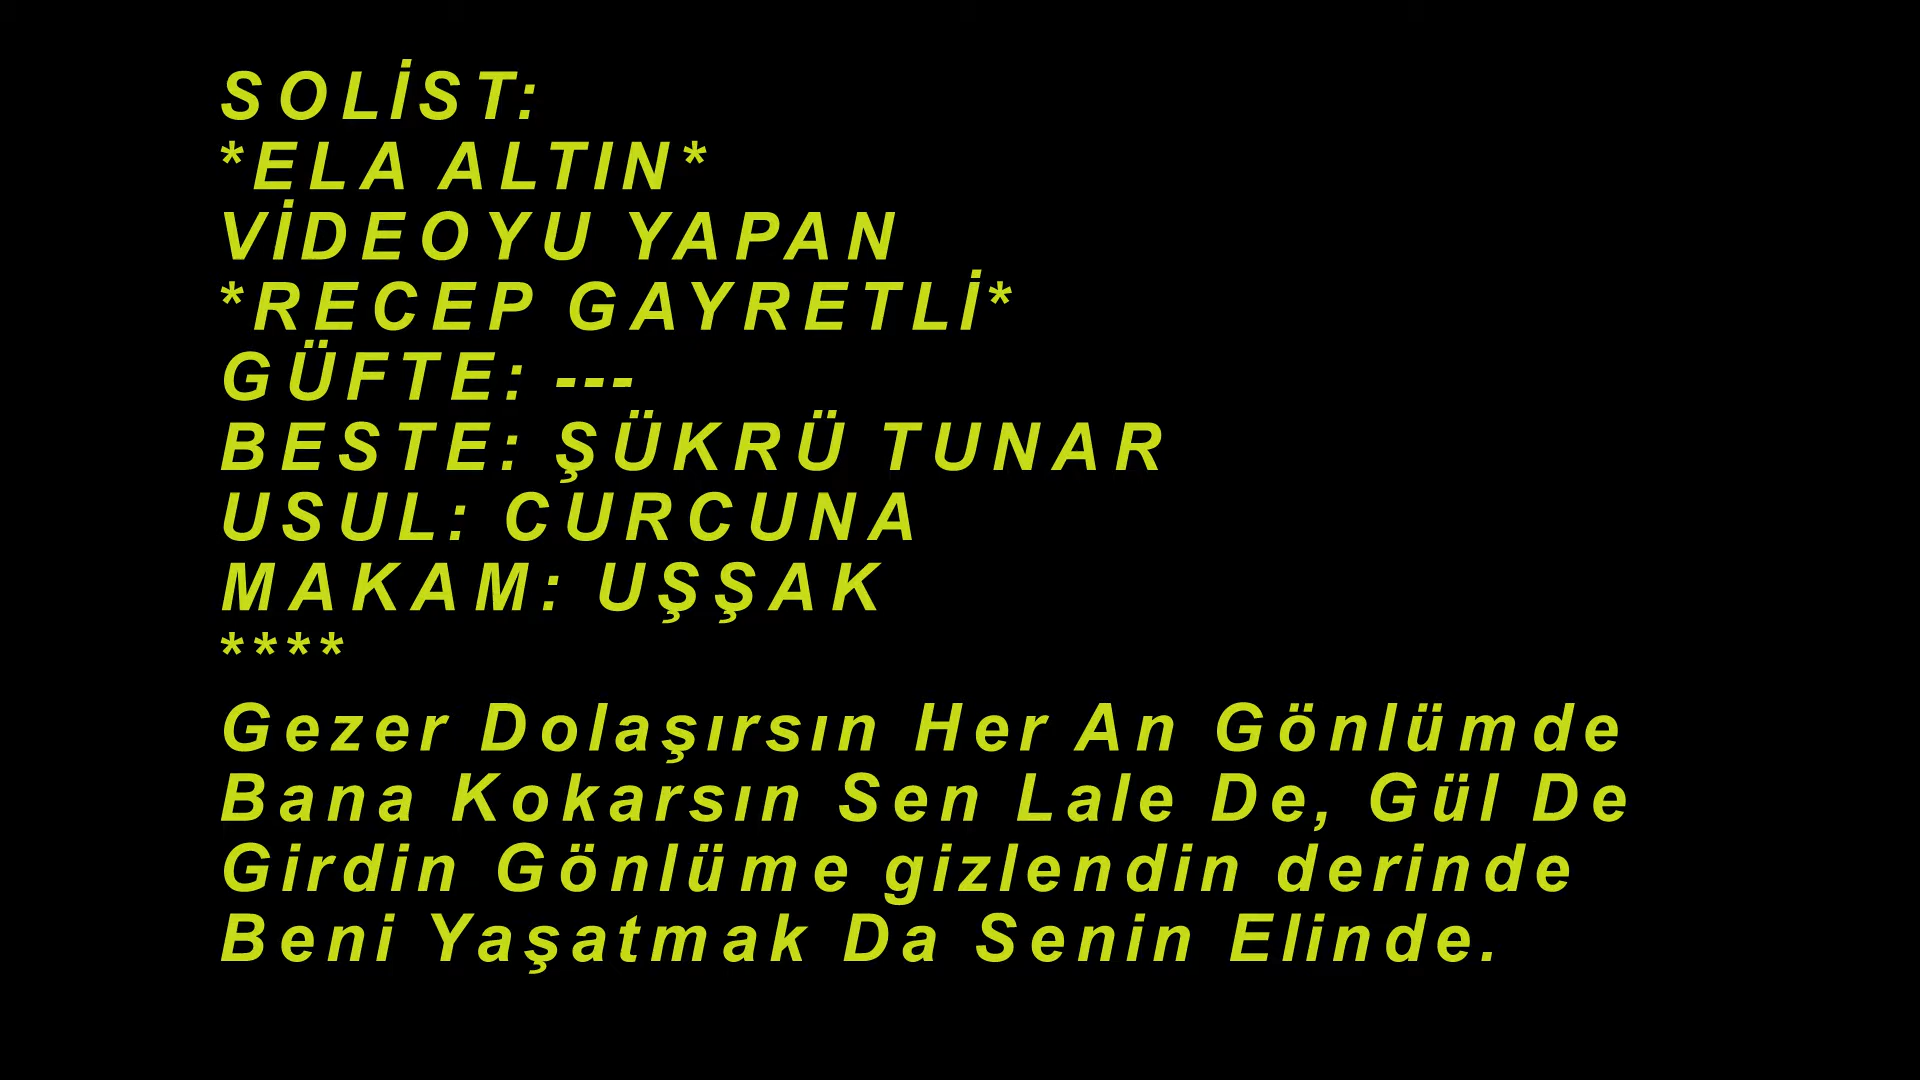 SOLİST:
*ELA ALTIN*
VİDEOYU YAPAN
*RECEP GAYRETLİ*
GÜFTE: ---
BESTE: ŞÜKRÜ TUNAR
USUL: CURCUNA
MAKAM: UŞŞAK
****
Gezer Dolaşırsın Her An Gönlümde
Bana Kokarsın Sen Lale De, Gül De
Girdin Gönlüme gizlendin derinde
Beni Yaşatmak Da Senin Elinde.